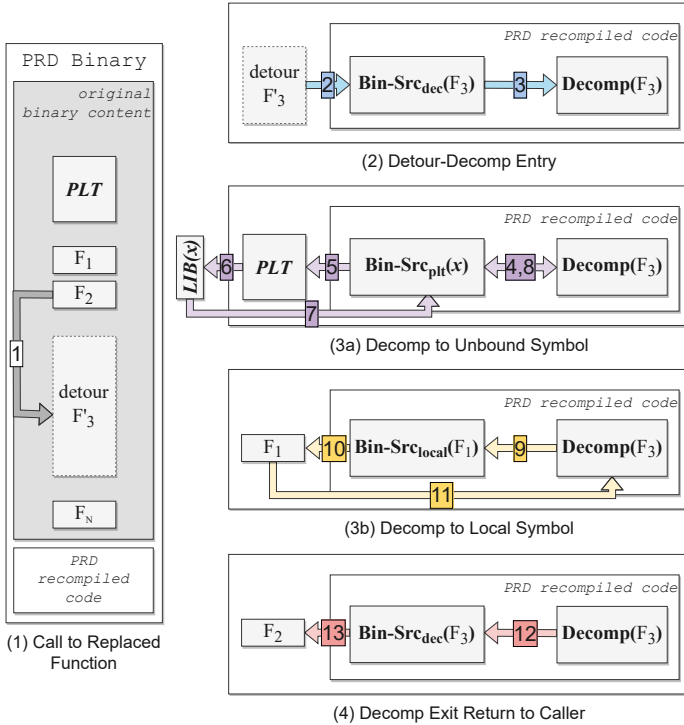 PRD Binary
original
binary content
PLT
F1
F2
1
detour
F'3
FN
PRD
recompiled
code
(1) Call to Replaced
Function
PRD recompiled code
detour
F'3
2
Bin-Srcdec(F3)
3
Decomp(F3)
(2) Detour-Decomp Entry
PRD recompiled code
LIB(x)
6
PLT
5
Bin-Srcplt(x)
4,8
Decomp(F3)
7
(3a) Decomp to Unbound Symbol
PRD recompiled code
F1
10
Bin-Srclocal(F1)
9
Decomp(F3)
11
(3b) Decomp to Local Symbol
PRD recompiled code
F2
13
Bin-Srcdec(F3)
12
Decomp(F3)
(4) Decomp Exit Return to Caller